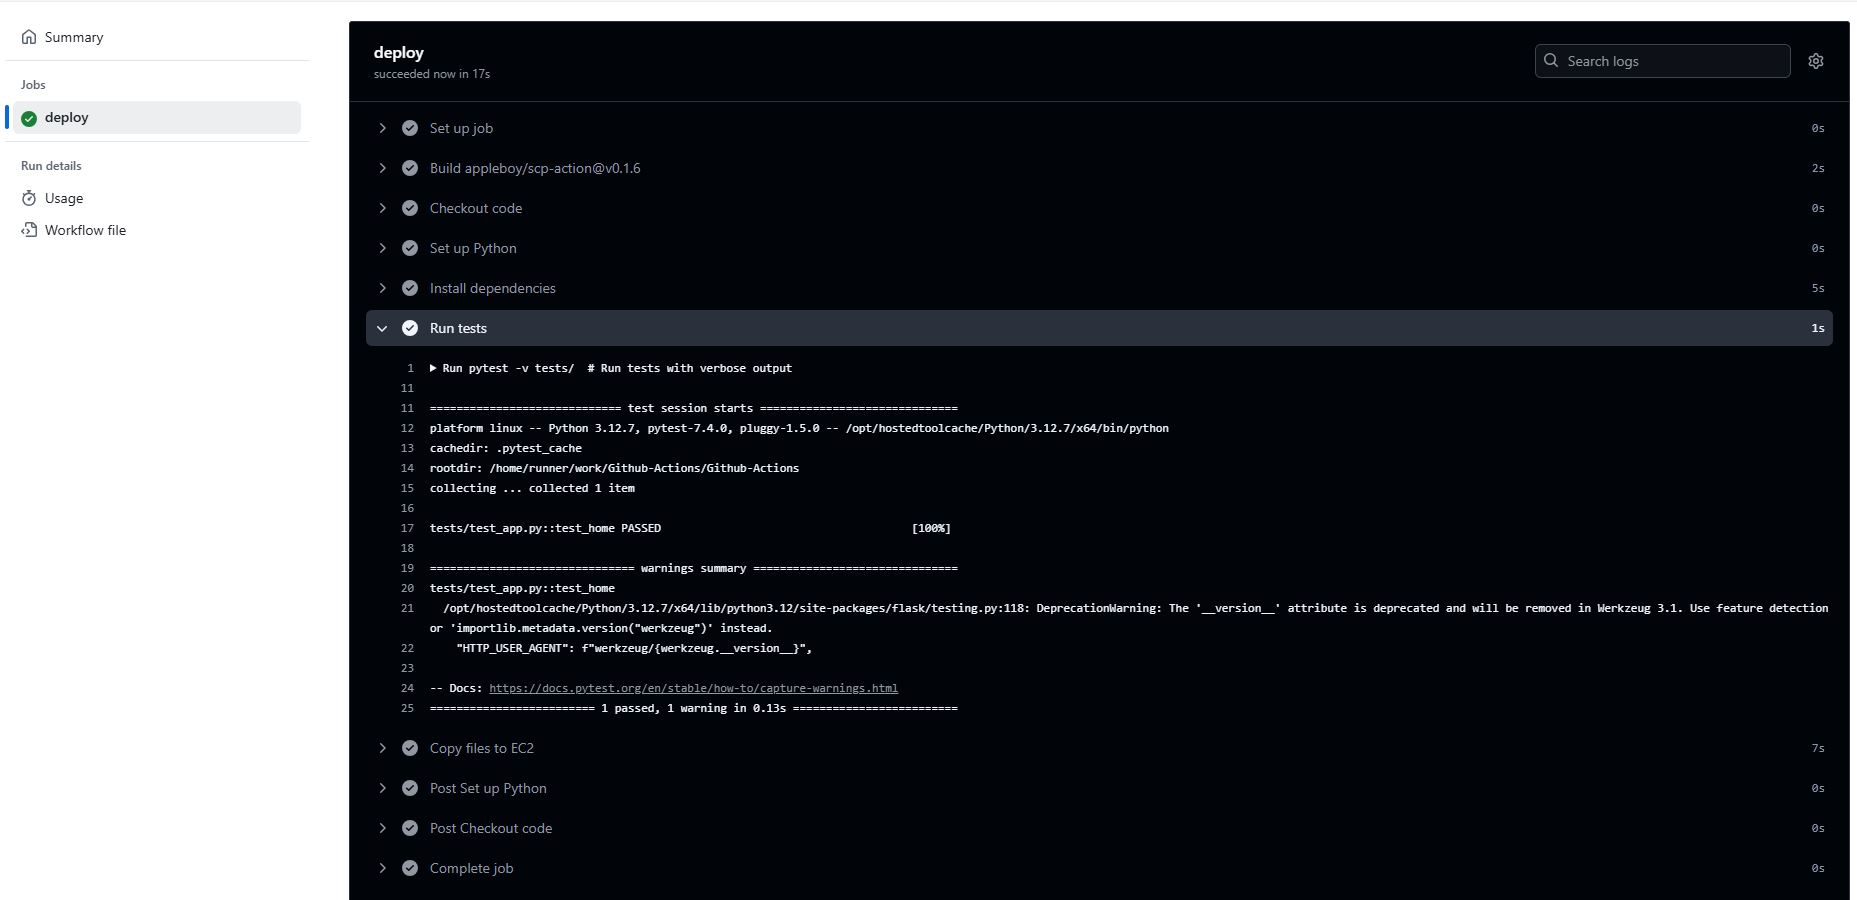 Summary
Jobs
deploy
Run details
Usage
Workflow file
deploy
succeeded now in 17s
Search logs
Set up job 0s
Build appleboy/scp-action@v0.1.6 2s
Checkout code 0s
Set up Python 0s
Install dependencies 5s
Run tests 1s
1 Run pytest -v tests/  # Run tests with verbose output
11
11 ============================= test session starts ==============================
12 platform linux -- Python 3.12.7, pytest-7.4.0, pluggy-1.5.0 -- /opt/hostedtoolcache/Python/3.12.7/x64/bin/python
13 cachedir: .pytest_cache
14 rootdir: /home/runner/work/Github-Actions/Github-Actions
15 collecting ... collected 1 item
16
17 tests/test_app.py::test_home PASSED [100%]
18
19 =============================== warnings summary ===============================
20 tests/test_app.py::test_home
21 /opt/hostedtoolcache/Python/3.12.7/x64/lib/python3.12/site-packages/flask/testing.py:118: DeprecationWarning: The '__version__' attribute is deprecated and will be removed in Werkzeug 3.1. Use feature detection
or 'importlib.metadata.version("werkzeug")' instead.
22 "HTTP_USER_AGENT": f"werkzeug/{werkzeug.__version__}",
23
24 -- Docs: https://docs.pytest.org/en/stable/how-to/capture-warnings.html
25 ========================= 1 passed, 1 warning in 0.13s =========================
Copy files to EC2 7s
Post Set up Python 0s
Post Checkout code 0s
Complete job 0s